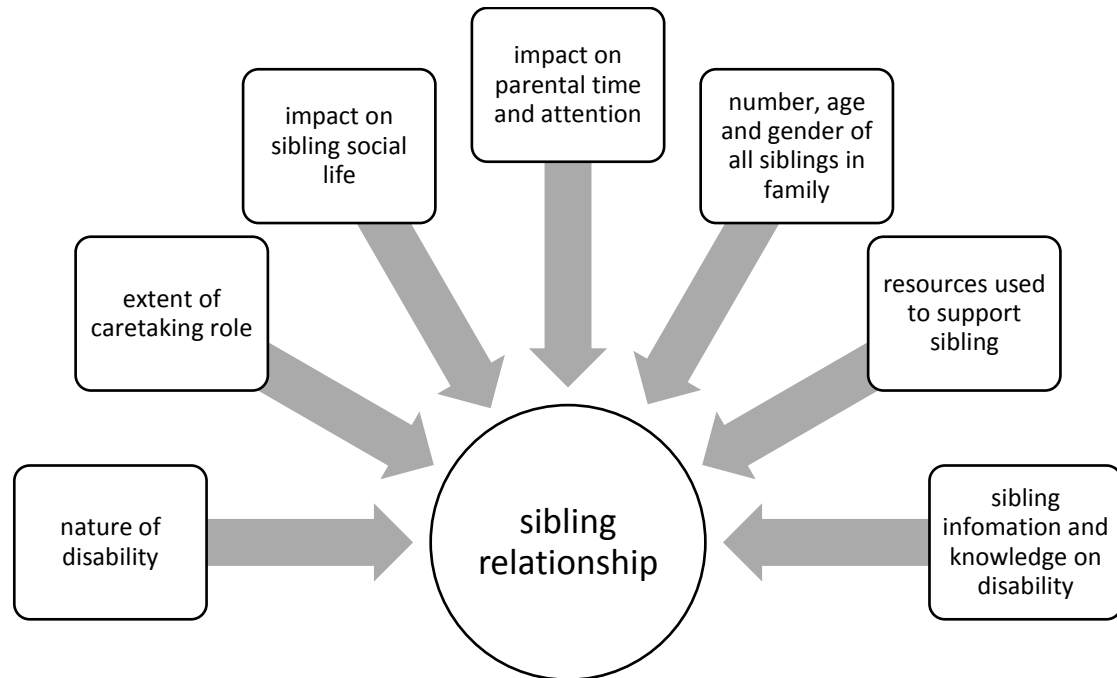 impact on
parental time
and attention
impact on
sibling social
life
number, age
and gender of
all siblings in
family
extent of
caretaking role
resources used
to support
sibling
nature of
disability
sibling
relationship
sibling
infomation and
knowledge on
disability